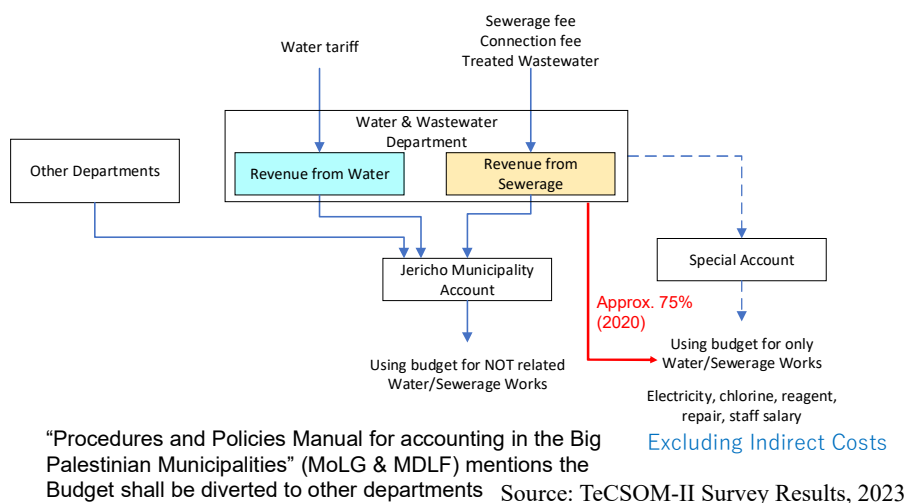 Water tariff
Sewerage fee
Connection fee
Treated Wastewater
Water & Wastewater
Department
Other Departments
Revenue from Water
Revenue from
Sewerage
Jericho Municipality
Account
Special Account
Approx. 75%
(2020)
Using budget for NOT related
Water/Sewerage Works
Using budget for only
Water/Sewerage Works
Electricity, chlorine, reagent,
repair, staff salary
Excluding Indirect Costs
“Procedures and Policies Manual for accounting in the Big
Palestinian Municipalities” (MoLG & MDLF) mentions the
Budget shall be diverted to other departments
Source: TeCSOM-II Survey Results, 2023